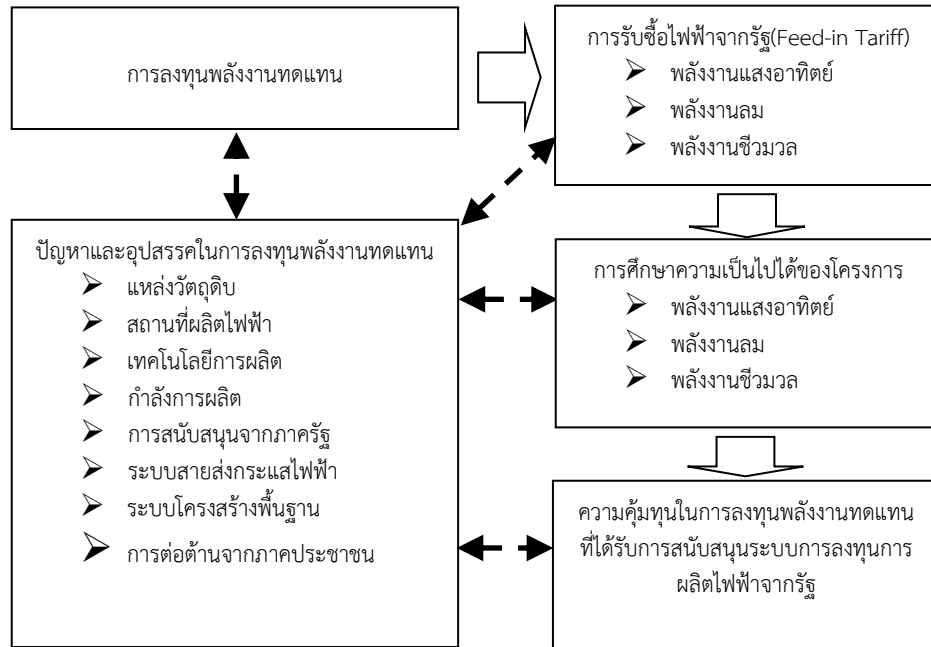 การลงทุนพลังงานทดแทน
การรับซื้อไฟฟ้าจากรัฐ(Feed-in Tariff)
➢ พลังงานแสงอาทิตย์
➢ พลังงานลม
➢ พลังงานชีวมวล
ปัญหาและอุปสรรคในการลงทุนพลังงานทดแทน
➢ แหล่งวัตถุดิบ
➢ สถานที่ผลิตไฟฟ้า
➢ เทคโนโลยีการผลิต
➢ กำลังการผลิต
➢ การสนับสนุนจากภาครัฐ
➢ ระบบสายส่งกระแสไฟฟ้า
➢ ระบบโครงสร้างพื้นฐาน
➢ การต่อต้านจากภาคประชาชน
การศึกษาความเป็นไปได้ของโครงการ
➢ พลังงานแสงอาทิตย์
➢ พลังงานลม
➢ พลังงานชีวมวล
ความคุ้มทุนในการลงทุนพลังงานทดแทน
ที่ได้รับการสนับสนุนระบบการลงทุนการ
ผลิตไฟฟ้าจากรัฐ